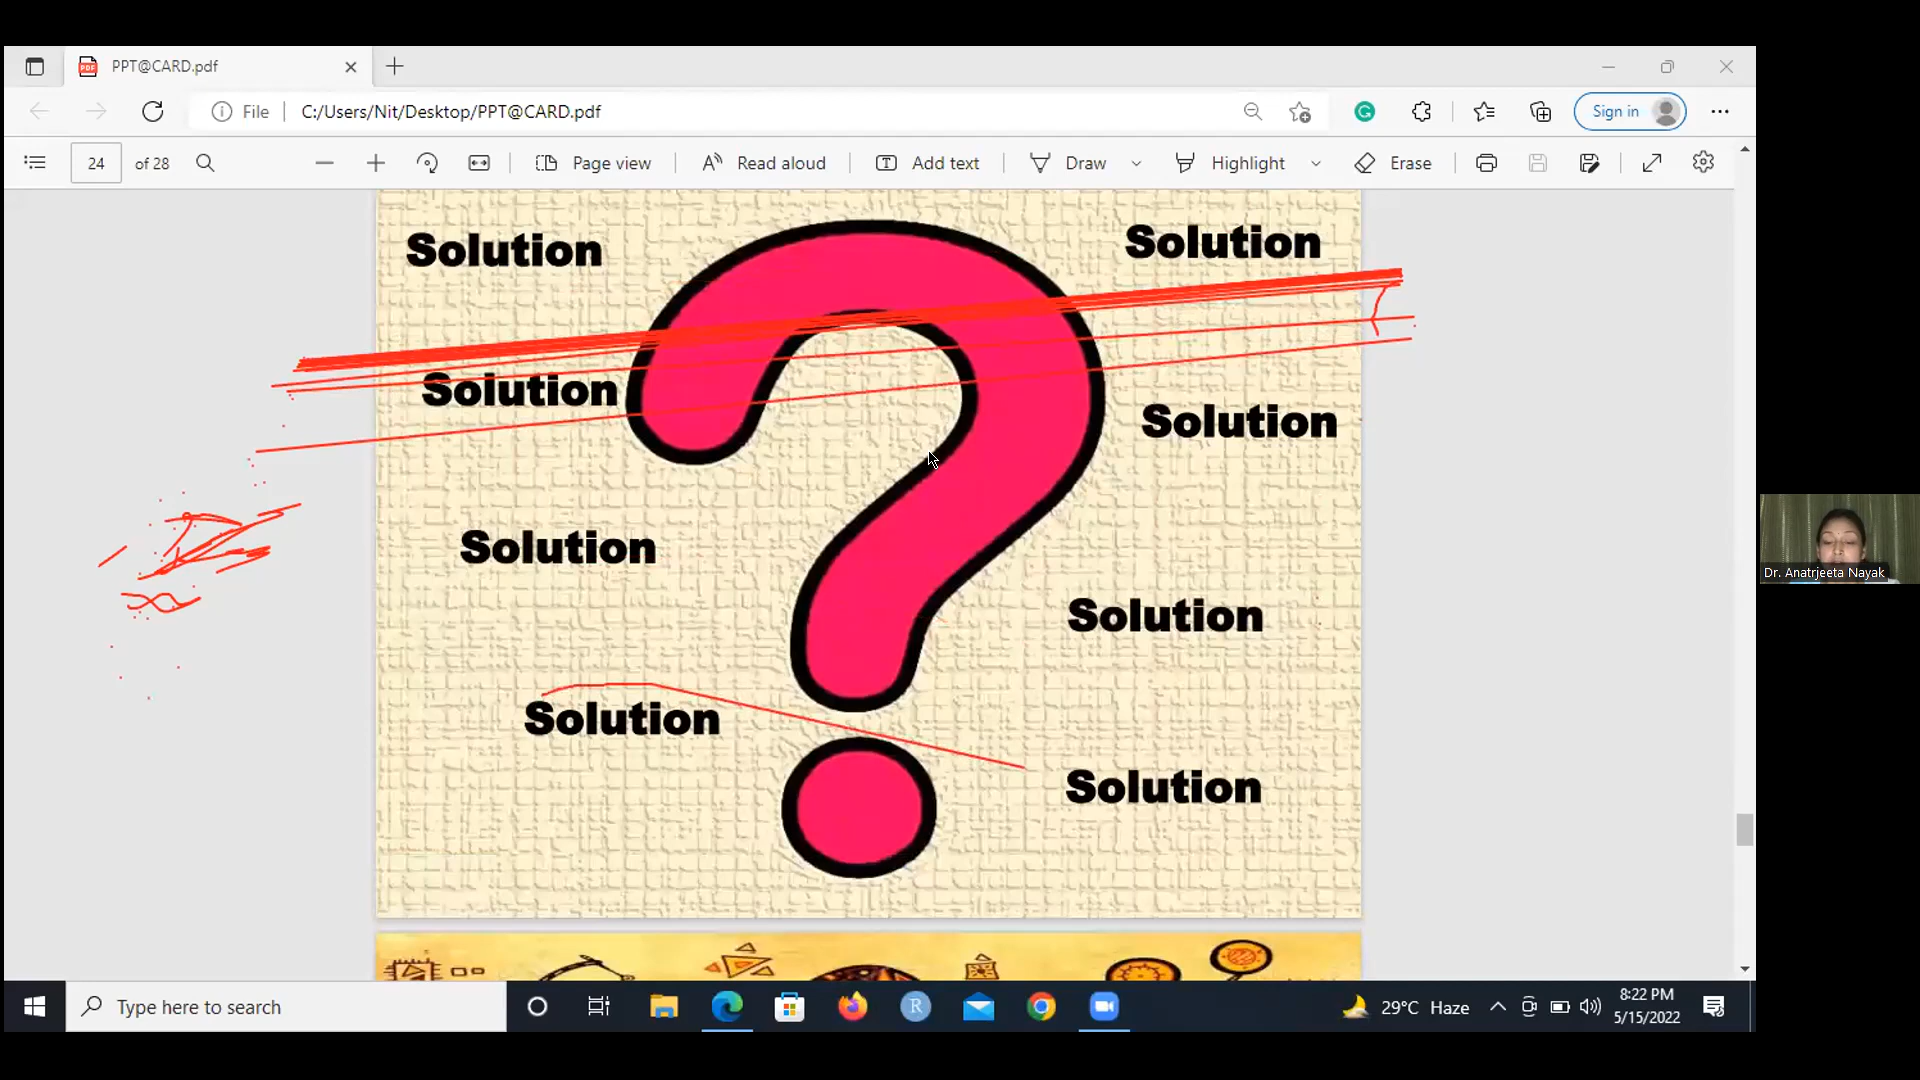 PPT@CARD.pdf
File C:/Users/Nit/Desktop/PPT@CARD.pdf Sign in
24 of 28 Page view Read aloud Add text Draw Highlight Erase
Solution Solution
Solution Solution
Solution Solution
Solution Solution
Dr. Anatrjeeta Nayak
Type here to search 29°C Haze 8:22 PM
5/15/2022